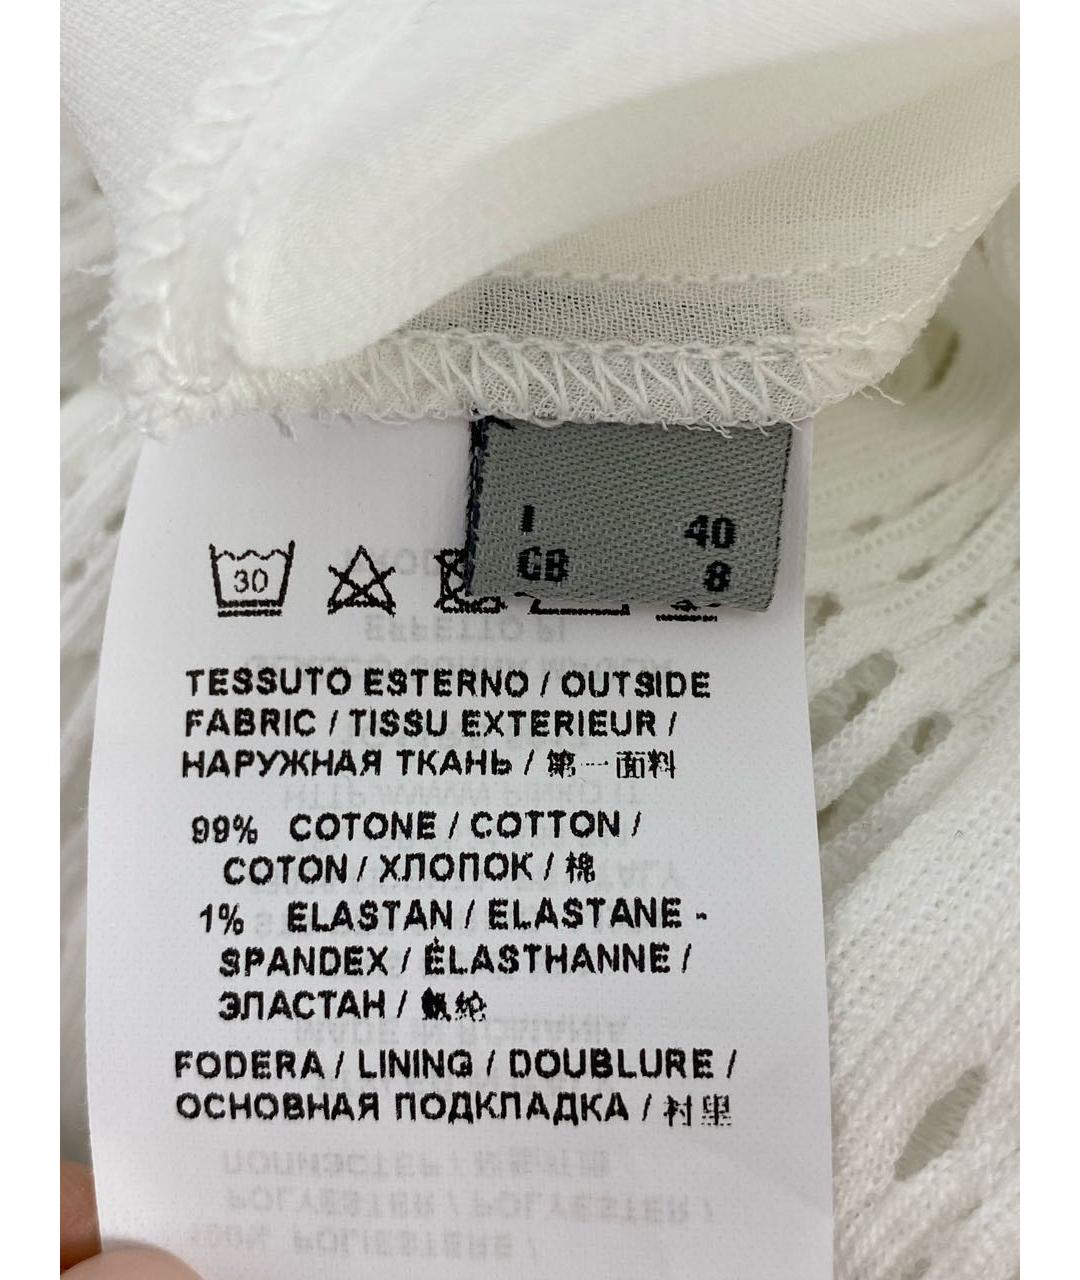 I 40
GB 8
30
TESSUTO ESTERNO / OUTSIDE
FABRIC / TISSU EXTERIEUR /
НАРУЖНАЯ ТКАНЬ / 第一面料
99% COTONE / COTTON /
COTON / ХЛОПОК / 棉
1% ELASTAN / ELASTANE -
SPANDEX / ÉLASTHANNE /
ЭЛАСТАН / 氨纶
FODERA / LINING / DOUBLURE /
ОСНОВНАЯ ПОДКЛАДКА / 衬里